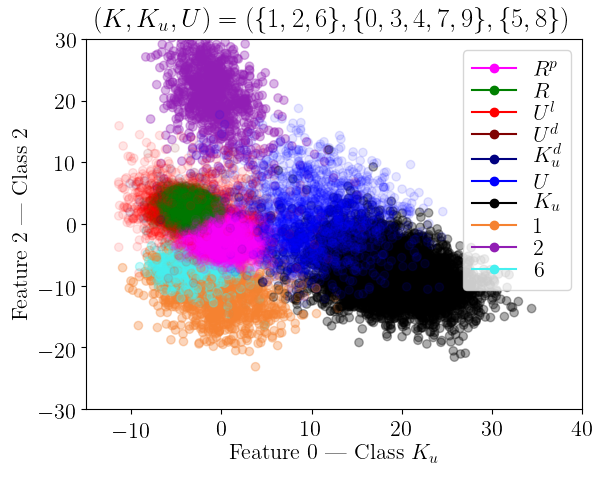 (K, K_u, U) = ({1, 2, 6}, {0, 3, 4, 7, 9}, {5, 8})
30
20
10
0
−10
−20
−30
Feature 2 — Class 2
−10
0
10
20
30
40
Feature 0 — Class K_u
R^p
R
U^l
U^d
K_u^d
U
K_u
1
2
6